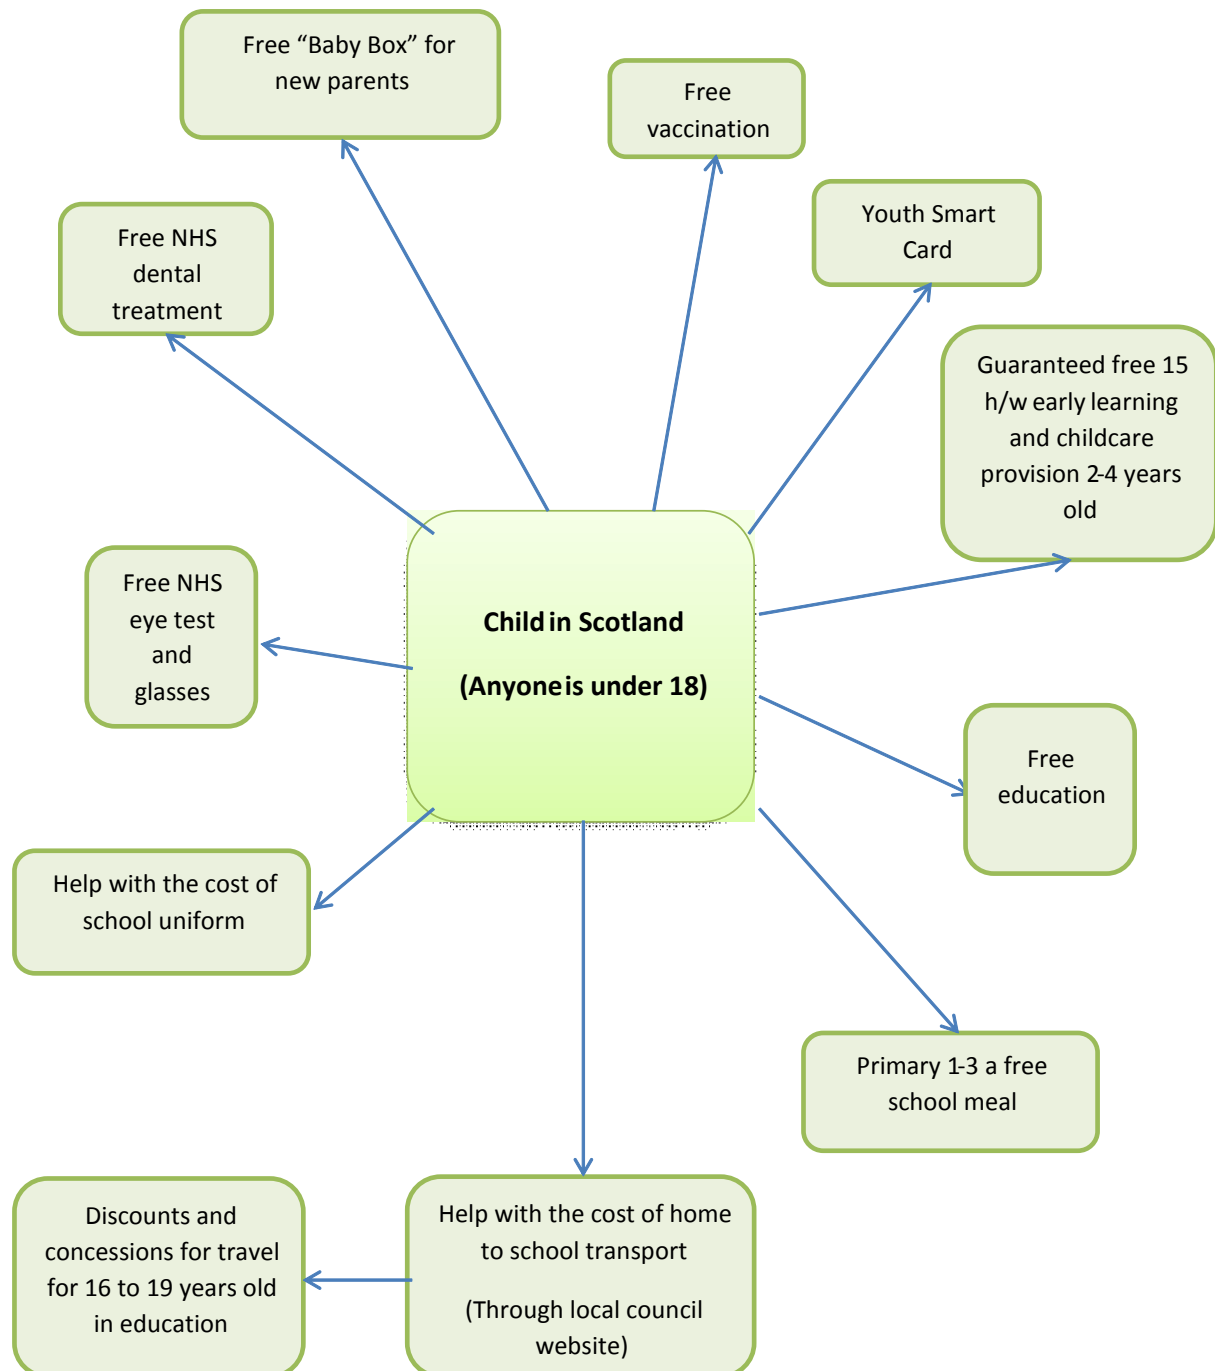 Free “Baby Box” for
new parents
Free
vaccination
Youth Smart
Card
Free NHS
dental
treatment
Guaranteed free 15
h/w early learning
and childcare
provision 2-4 years
old
Free NHS
eye test
and
glasses
Child in Scotland
(Anyone is under 18)
Free
education
Help with the cost of
school uniform
Primary 1-3 a free
school meal
Discounts and
concessions for travel
for 16 to 19 years old
in education
Help with the cost of home
to school transport
(Through local council
website)